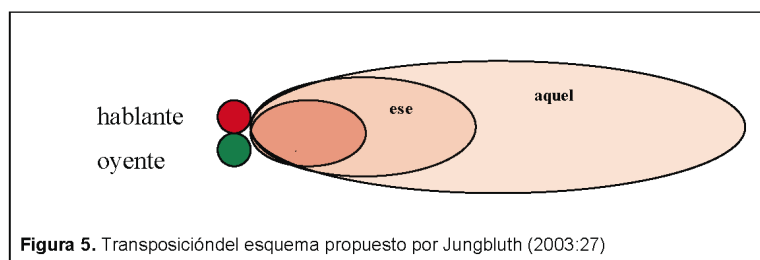 hablante
oyente
ese
aquel
Figura 5. Transposicióndel esquema propuesto por Jungbluth (2003:27)